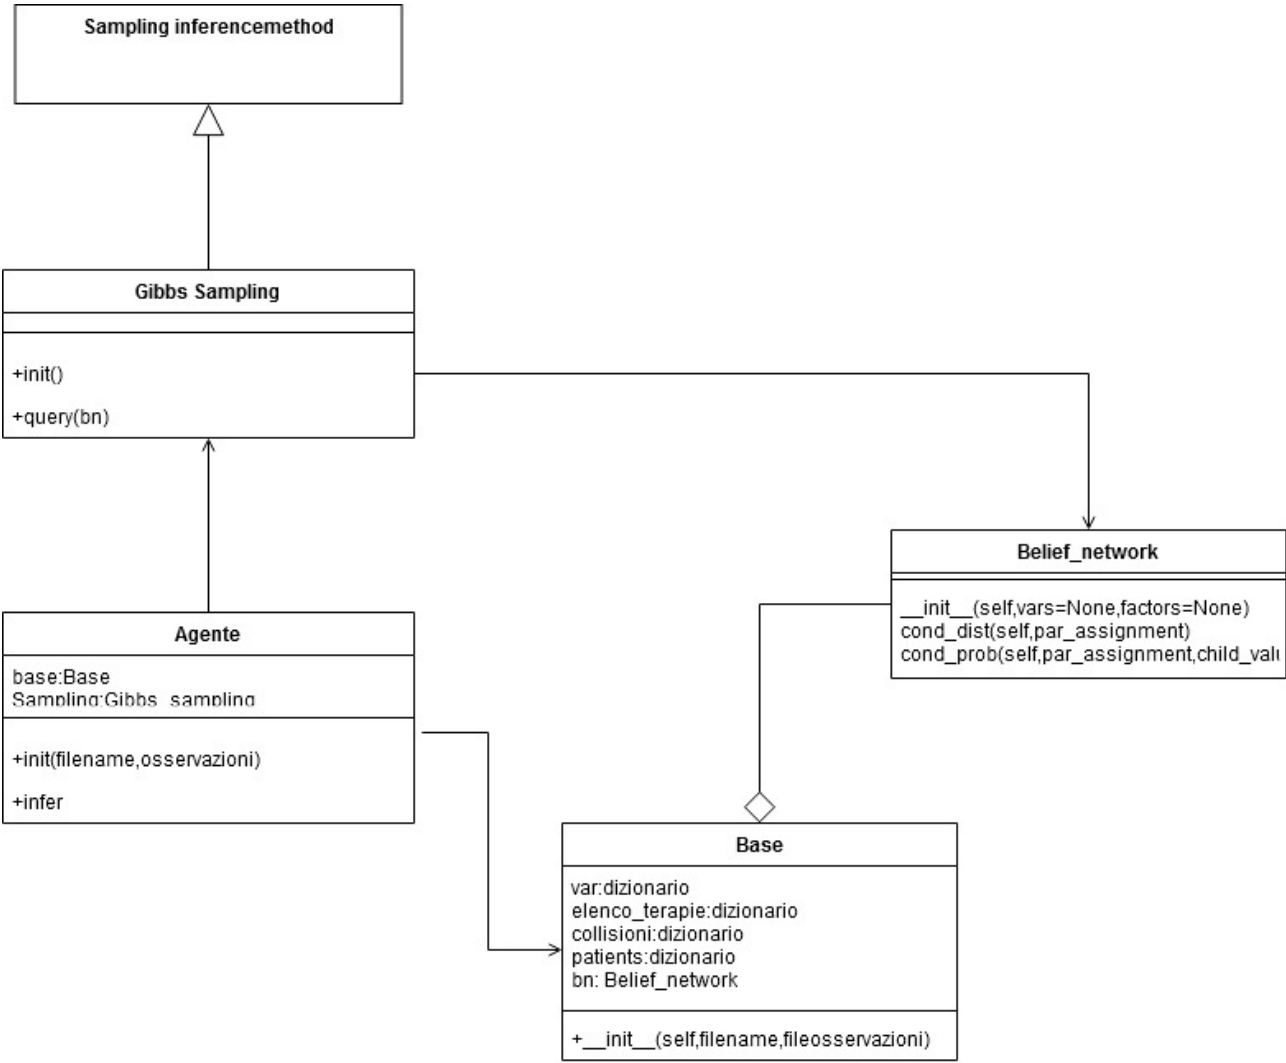 Sampling inferencemethod
Gibbs Sampling
+init()
+query(bn)
Belief_network
__init__(self,vars=None,factors=None)
cond_dist(self,par_assignment)
cond_prob(self,par_assignment,child_valu
Agente
base:Base
Sampling:Gibbs_sampling
+init(filename,osservazioni)
+infer
Base
var:dizionario
elenco_terapie:dizionario
collisioni:dizionario
patients:dizionario
bn: Belief_network
+__init__(self,filename,fileosservazioni)